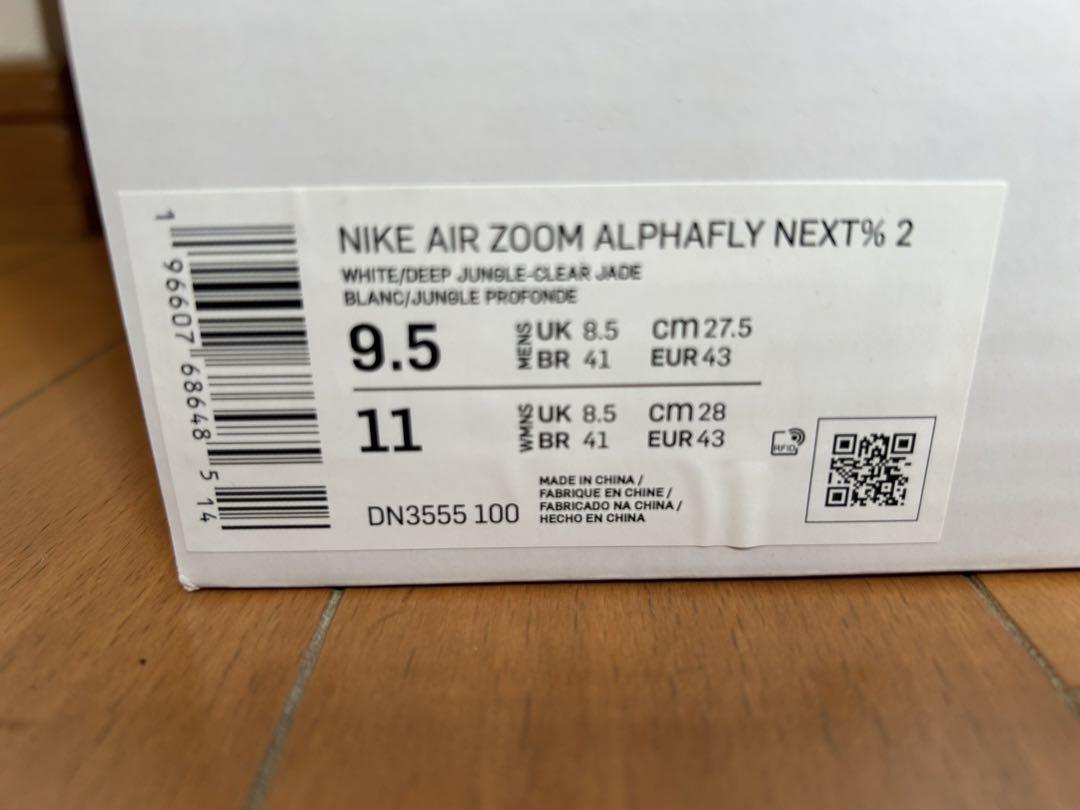 NIKE AIR ZOOM ALPHAFLY NEXT% 2
WHITE/DEEP JUNGLE-CLEAR JADE
BLANC/JUNGLE PROFONDE
9.5 MENS UK 8.5 cm 27.5
BR 41 EUR 43
11 WMNS UK 8.5 cm 28
BR 41 EUR 43
RFID
DN3555 100
MADE IN CHINA /
FABRIQUE EN CHINE /
FABRICADO NA CHINA /
HECHO EN CHINA
1 96607 68648 5 14